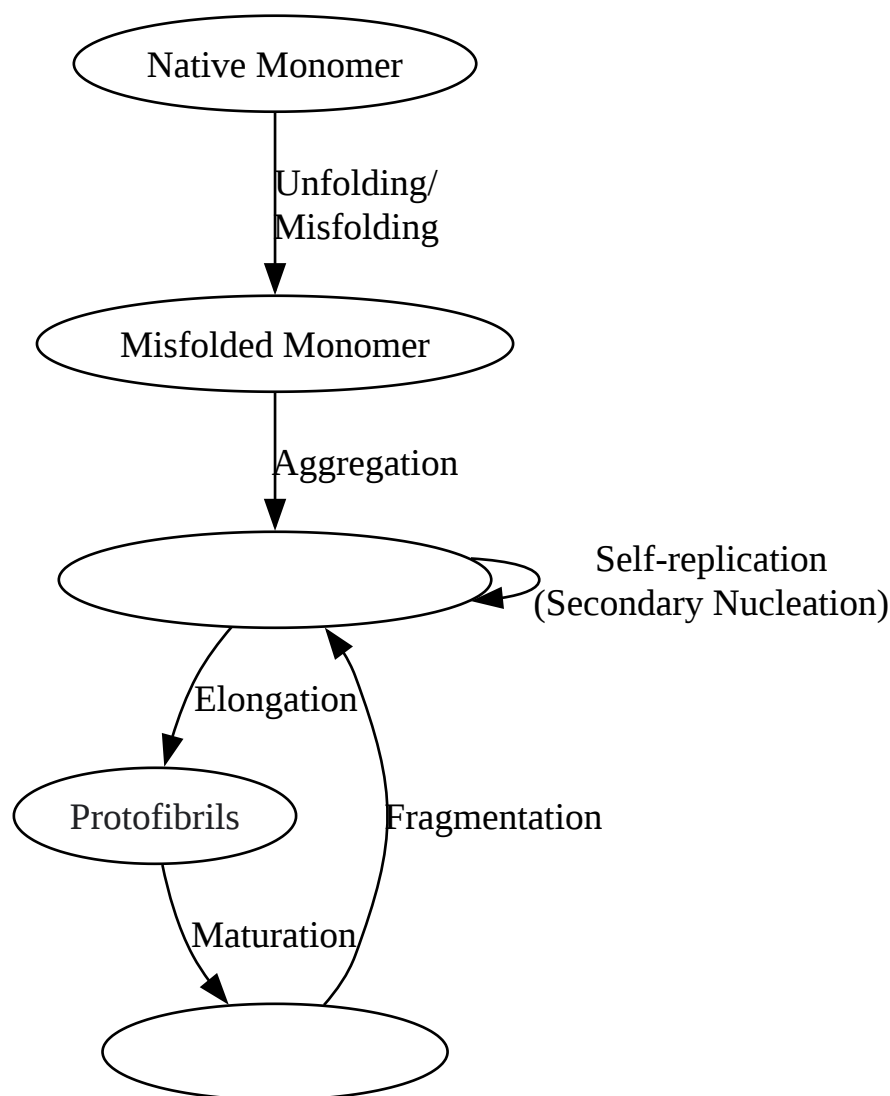 Native Monomer
Unfolding/
Misfolding
Misfolded Monomer
Aggregation
Self-replication
(Secondary Nucleation)
Elongation
Protofibrils
Fragmentation
Maturation